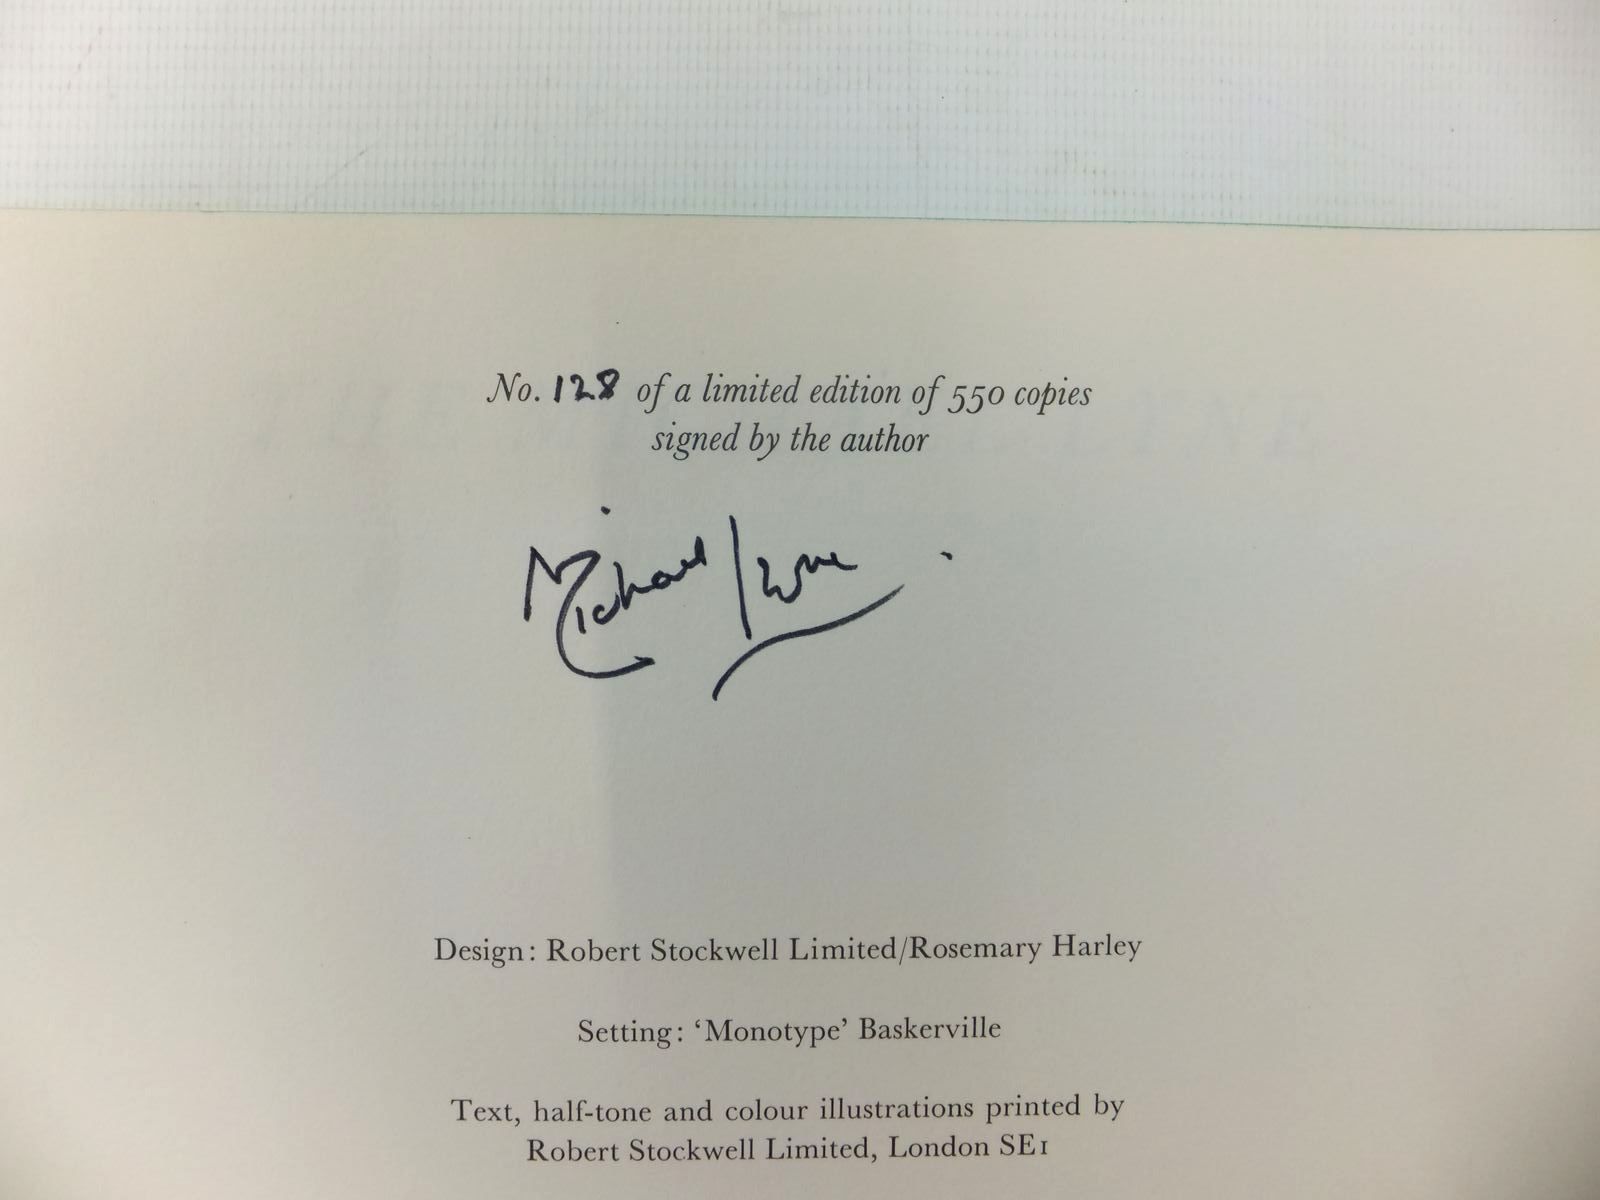 No. 128 of a limited edition of 550 copies
signed by the author
Michael
Design: Robert Stockwell Limited/Rosemary Harley
Setting: ‘Monotype’ Baskerville
Text, half-tone and colour illustrations printed by
Robert Stockwell Limited, London SE1